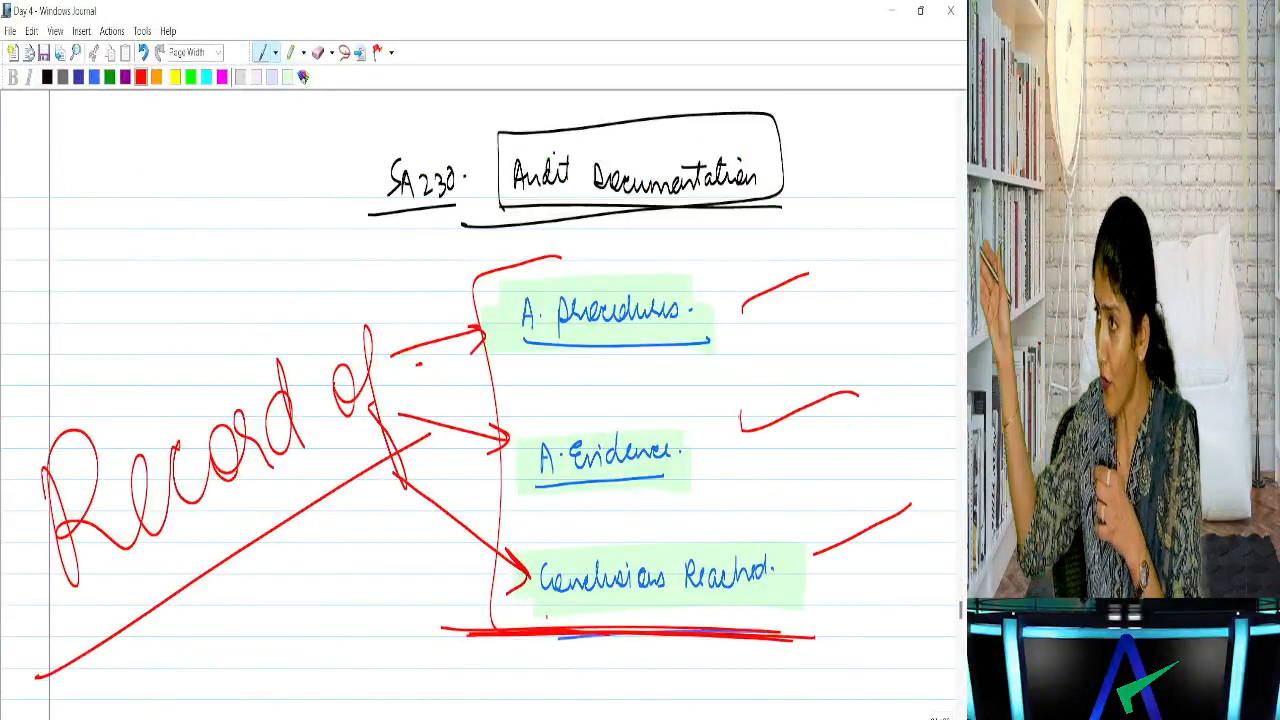 Day 4 - Windows Journal
File Edit View Insert Actions Tools Help
Page Width
B I
SA 230. Audit Documentation
A. Procedures.
Record of
A. Evidence.
Conclusions Reached.